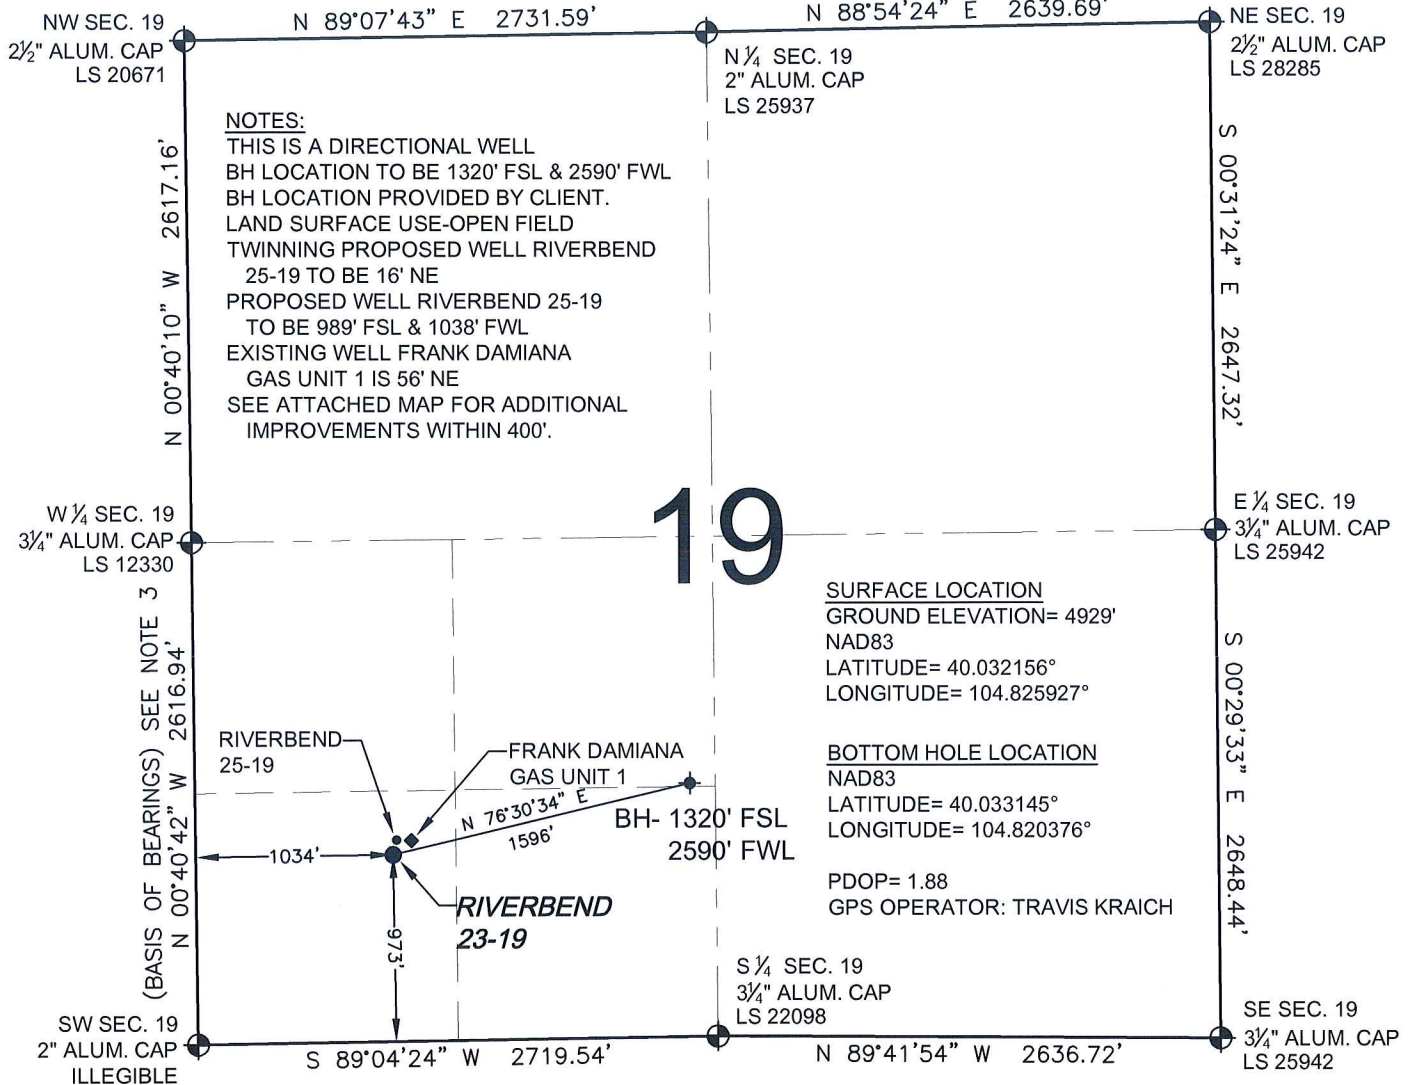 NW SEC. 19
2½" ALUM. CAP
LS 20671
N 89°07'43" E 2731.59'
N 88°54'24" E 2639.69'
NE SEC. 19
2½" ALUM. CAP
LS 28285
N ¼ SEC. 19
2" ALUM. CAP
LS 25937
NOTES:
THIS IS A DIRECTIONAL WELL
BH LOCATION TO BE 1320' FSL & 2590' FWL
BH LOCATION PROVIDED BY CLIENT.
LAND SURFACE USE-OPEN FIELD
TWINNING PROPOSED WELL RIVERBEND
25-19 TO BE 16' NE
PROPOSED WELL RIVERBEND 25-19
TO BE 989' FSL & 1038' FWL
EXISTING WELL FRANK DAMIANA
GAS UNIT 1 IS 56' NE
SEE ATTACHED MAP FOR ADDITIONAL
IMPROVEMENTS WITHIN 400'.
N 00°40'10" W 2617.16'
S 00°31'24" E 2647.32'
19
W ¼ SEC. 19
3¼" ALUM. CAP
LS 12330
E ¼ SEC. 19
3¼" ALUM. CAP
LS 25942
(BASIS OF BEARINGS) SEE NOTE 3
N 00°40'42" W 2616.94'
SURFACE LOCATION
GROUND ELEVATION= 4929'
NAD83
LATITUDE= 40.032156°
LONGITUDE= 104.825927°
BOTTOM HOLE LOCATION
NAD83
LATITUDE= 40.033145°
LONGITUDE= 104.820376°
PDOP= 1.88
GPS OPERATOR: TRAVIS KRAICH
S 00°29'33" E 2648.44'
RIVERBEND
25-19
FRANK DAMIANA
GAS UNIT 1
N 76°30'34" E
1596'
BH- 1320' FSL
2590' FWL
1034'
973'
RIVERBEND
23-19
S ¼ SEC. 19
3¼" ALUM. CAP
LS 22098
SW SEC. 19
2" ALUM. CAP
ILLEGIBLE
S 89°04'24" W 2719.54'
N 89°41'54" W 2636.72'
SE SEC. 19
3¼" ALUM. CAP
LS 25942